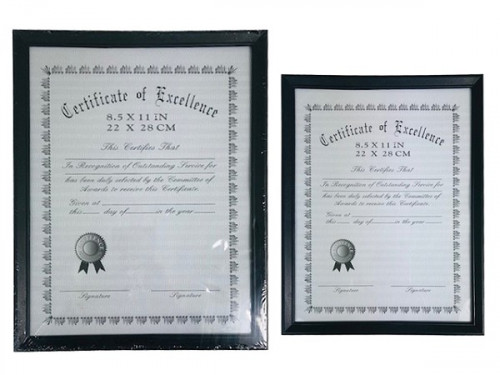 Certificate of Excellence
8.5 X 11 iN
22 X 28 CM
This Certifies That
In Recognition of Outstanding Service for
has been duly selected by the Committee of
Awards to receive this Certificate.
Given at
this day of in the year
Signature Signature
Certificate of Excellence
8.5 X 11 iN
22 X 28 CM
This Certifies That
In Recognition of Outstanding Service for
has been duly selected by the Committee of
Awards to receive this Certificate.
Given at
this day of in the year
Signature Signature